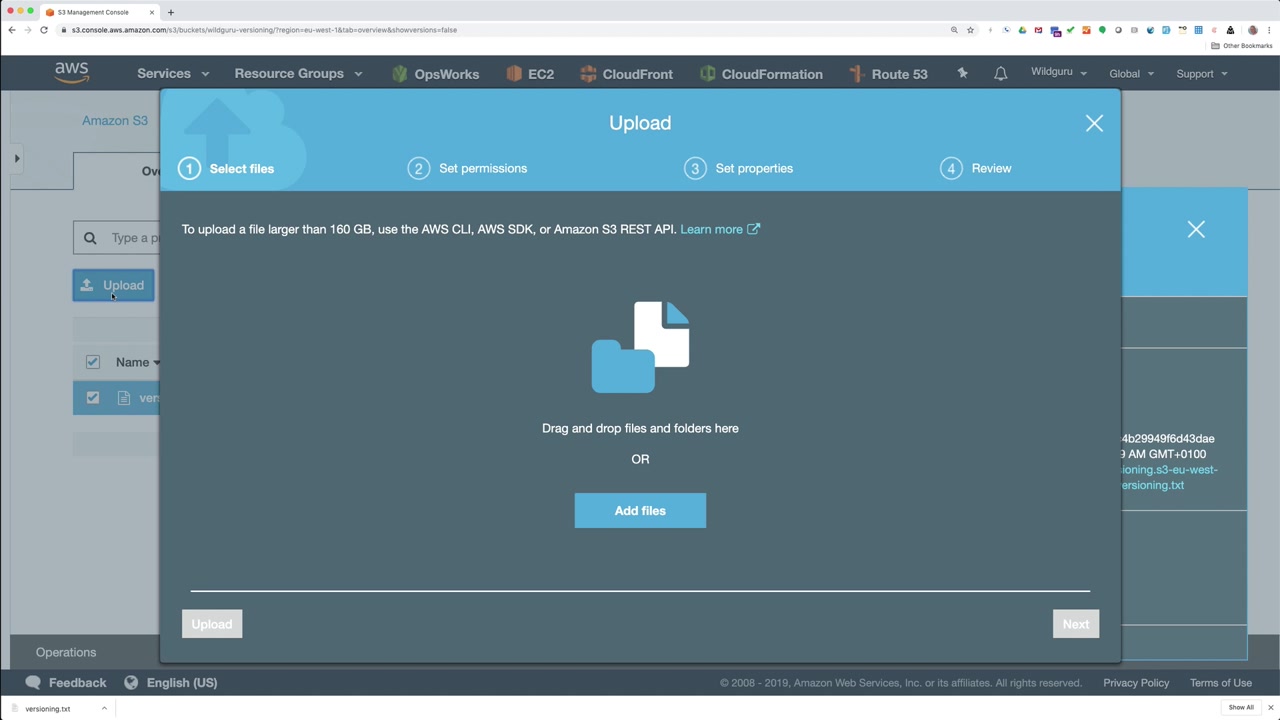 S3 Management Console
s3.console.aws.amazon.com/s3/buckets/wildguru-versioning/?region=eu-west-1&tab=overview&showversions=false
Other Bookmarks
aws
Services
Resource Groups
OpsWorks
EC2
CloudFront
CloudFormation
Route 53
Wildguru
Global
Support
Amazon S3
Upload
1 Select files
2 Set permissions
3 Set properties
4 Review
To upload a file larger than 160 GB, use the AWS CLI, AWS SDK, or Amazon S3 REST API. Learn more
Upload
Name
Drag and drop files and folders here
OR
Add files
4b29949f6d43dae
9 AM GMT+0100
ioning.s3-eu-west-
ersioning.txt
Upload
Next
Operations
Feedback
English (US)
© 2008 - 2019, Amazon Web Services, Inc. or its affiliates. All rights reserved.
Privacy Policy
Terms of Use
versioning.txt
Show All